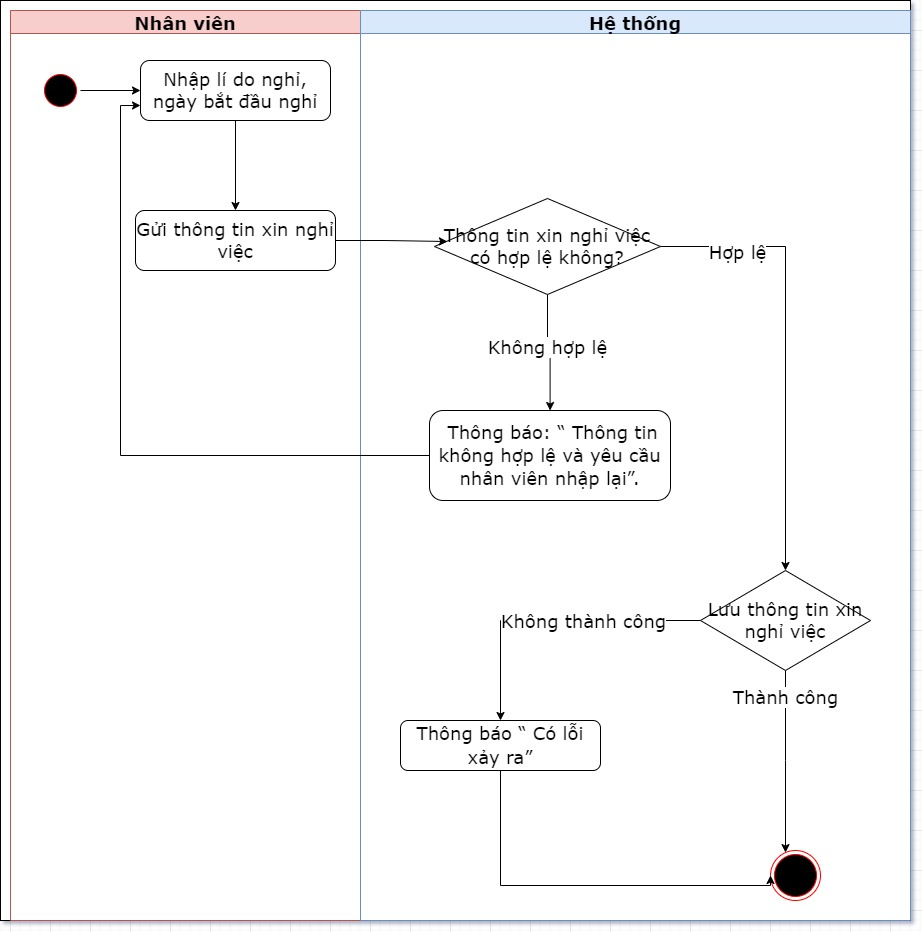 Nhân viên
Hệ thống
Nhập lí do nghỉ,
ngày bắt đầu nghỉ
Gửi thông tin xin nghỉ
việc
Thông tin xin nghỉ việc
có hợp lệ không?
Hợp lệ
Không hợp lệ
Thông báo: “ Thông tin
không hợp lệ và yêu cầu
nhân viên nhập lại”.
Lưu thông tin xin
nghỉ việc
Không thành công
Thành công
Thông báo “ Có lỗi
xảy ra”